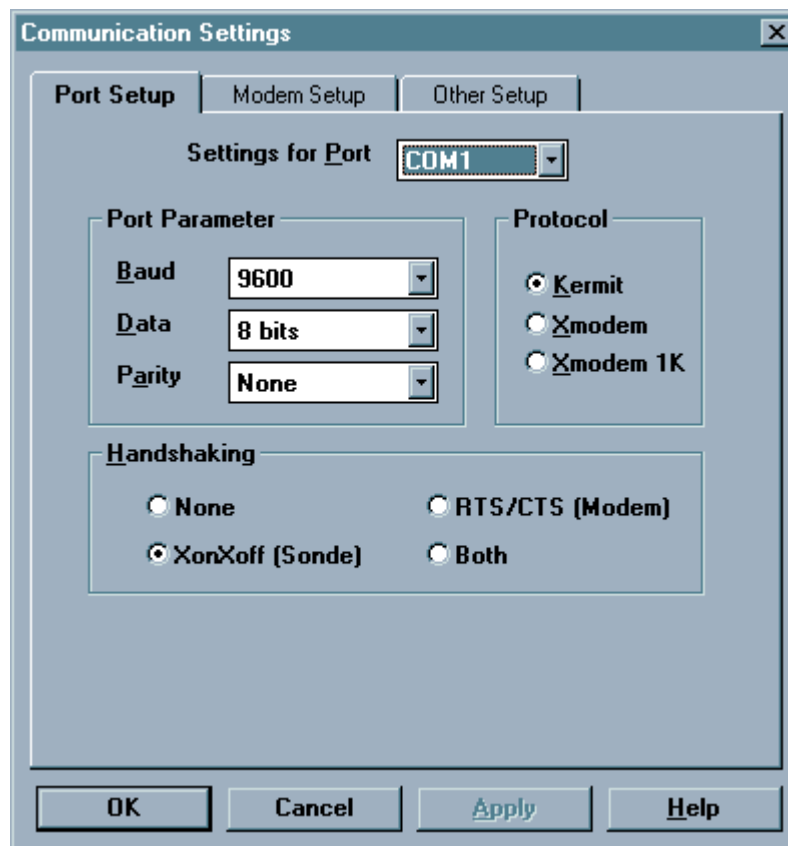 Communication Settings
Port Setup Modem Setup Other Setup
Settings for Port COM1
Port Parameter
Baud 9600
Data 8 bits
Parity None
Protocol
Kermit
Xmodem
Xmodem 1K
Handshaking
None RTS/CTS (Modem)
XonXoff (Sonde) Both
OK Cancel Apply Help